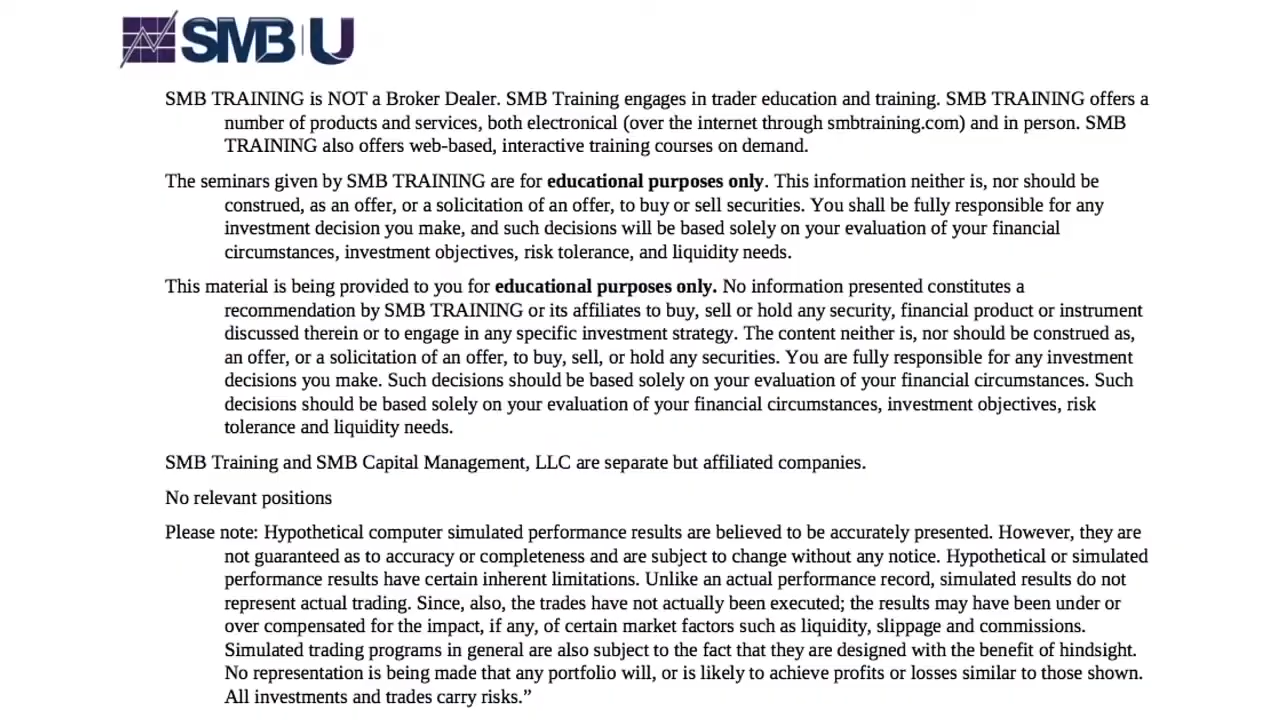 SMB U
SMB TRAINING is NOT a Broker Dealer. SMB Training engages in trader education and training. SMB TRAINING offers a
number of products and services, both electronical (over the internet through smbtraining.com) and in person. SMB
TRAINING also offers web-based, interactive training courses on demand.
The seminars given by SMB TRAINING are for educational purposes only. This information neither is, nor should be
construed, as an offer, or a solicitation of an offer, to buy or sell securities. You shall be fully responsible for any
investment decision you make, and such decisions will be based solely on your evaluation of your financial
circumstances, investment objectives, risk tolerance, and liquidity needs.
This material is being provided to you for educational purposes only. No information presented constitutes a
recommendation by SMB TRAINING or its affiliates to buy, sell or hold any security, financial product or instrument
discussed therein or to engage in any specific investment strategy. The content neither is, nor should be construed as,
an offer, or a solicitation of an offer, to buy, sell, or hold any securities. You are fully responsible for any investment
decisions you make. Such decisions should be based solely on your evaluation of your financial circumstances. Such
decisions should be based solely on your evaluation of your financial circumstances, investment objectives, risk
tolerance and liquidity needs.
SMB Training and SMB Capital Management, LLC are separate but affiliated companies.
No relevant positions
Please note: Hypothetical computer simulated performance results are believed to be accurately presented. However, they are
not guaranteed as to accuracy or completeness and are subject to change without any notice. Hypothetical or simulated
performance results have certain inherent limitations. Unlike an actual performance record, simulated results do not
represent actual trading. Since, also, the trades have not actually been executed; the results may have been under or
over compensated for the impact, if any, of certain market factors such as liquidity, slippage and commissions.
Simulated trading programs in general are also subject to the fact that they are designed with the benefit of hindsight.
No representation is being made that any portfolio will, or is likely to achieve profits or losses similar to those shown.
All investments and trades carry risks.”